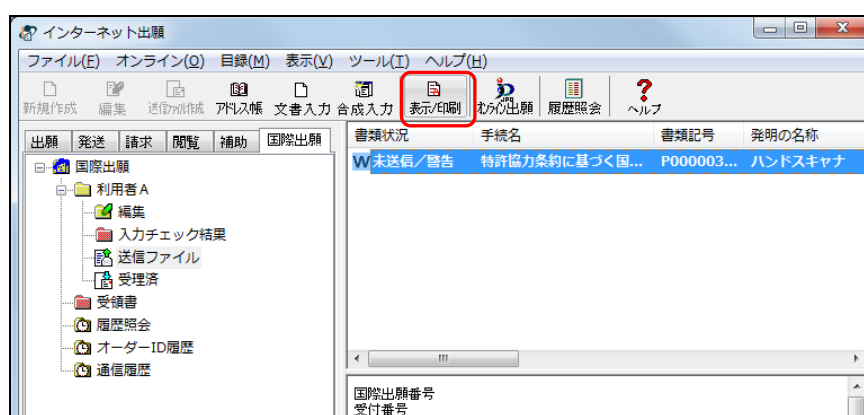 インターネット出願
ファイル(F) オンライン(O) 目録(M) 表示(V) ツール(T) ヘルプ(H)
新規作成 編集 送信ファイル作成 アドレス帳 文書入力 合成入力 表示/印刷 オンライン出願 履歴照会 ヘルプ
出願 発送 請求 閲覧 補助 国際出願
書類状況 手続名 書類記号 発明の名称
W 未送信／警告 特許協力条約に基づく国... P000003... ハンドスキャナ
国際出願
利用者A
編集
入力チェック結果
送信ファイル
受理済
受領書
履歴照会
オーダーID履歴
通信履歴
国際出願番号
受付番号